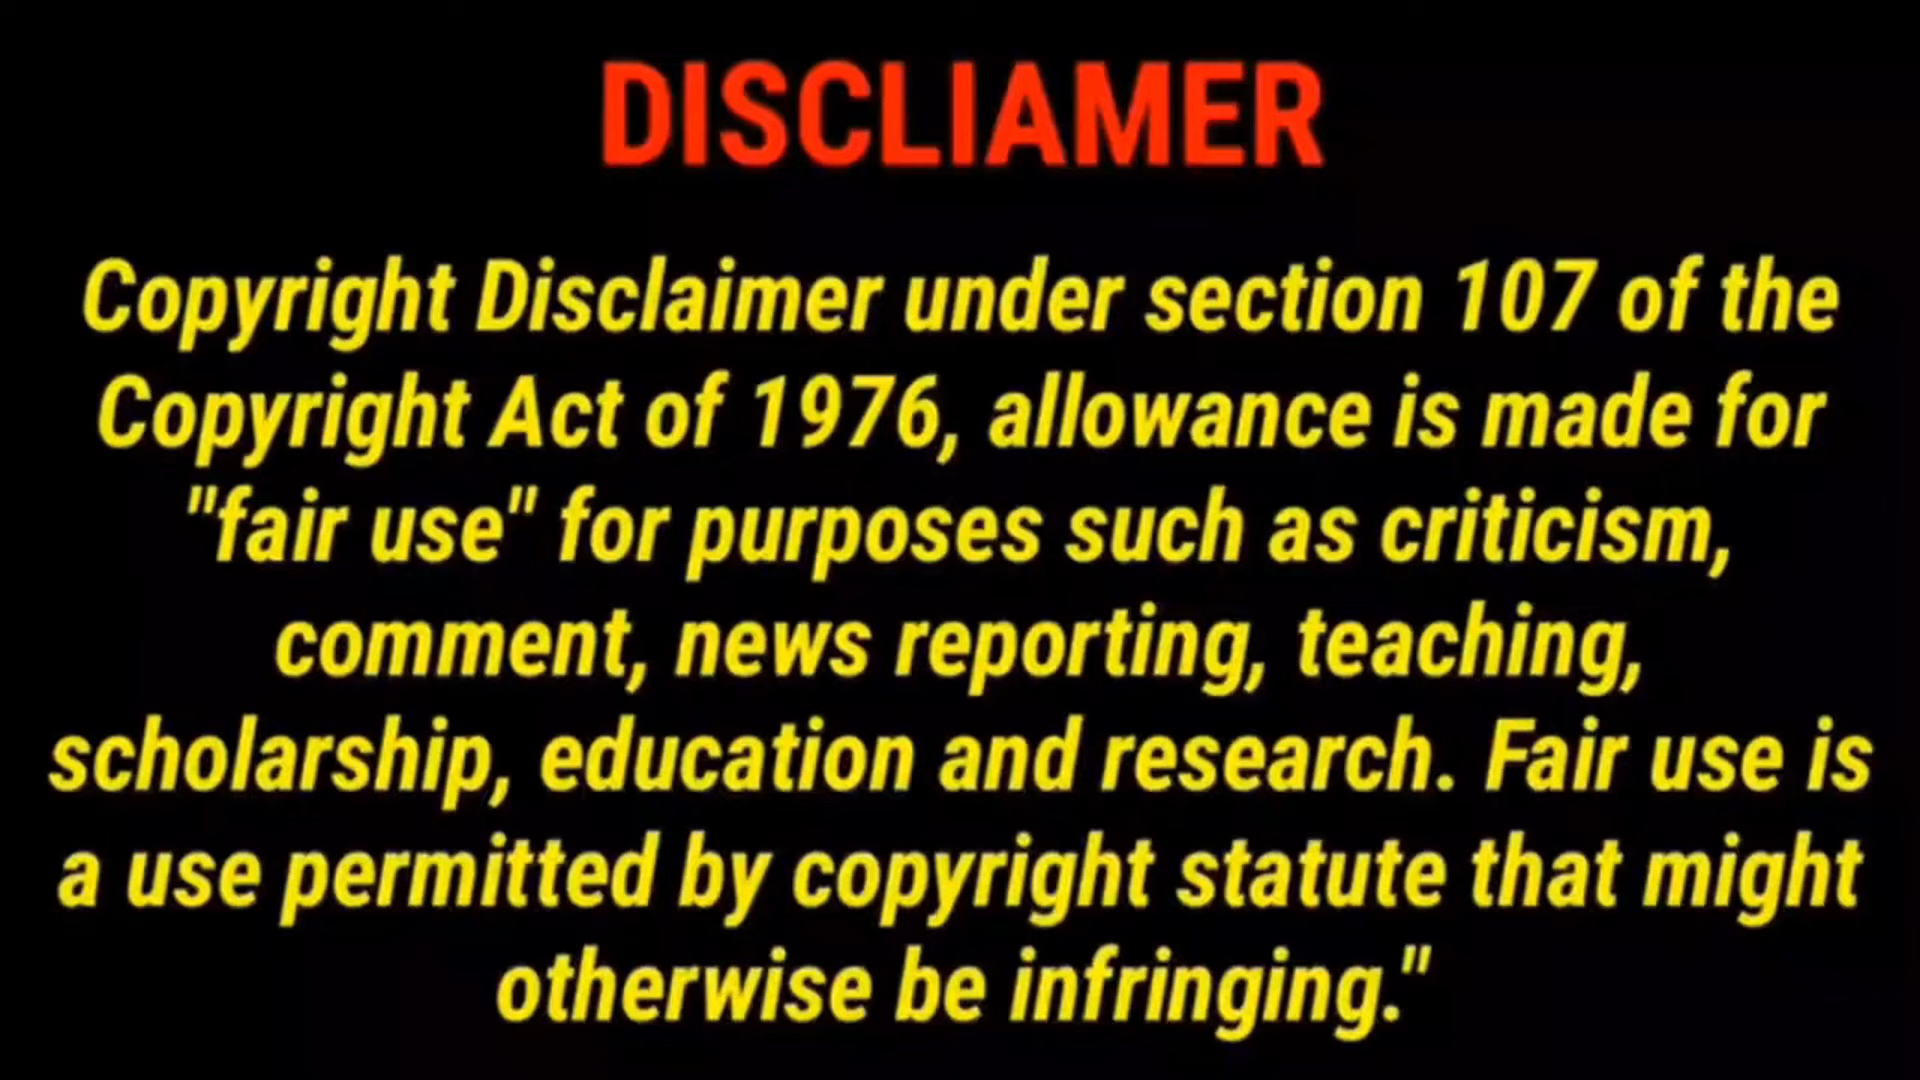 DISCLIAMER
Copyright Disclaimer under section 107 of the
Copyright Act of 1976, allowance is made for
"fair use" for purposes such as criticism,
comment, news reporting, teaching,
scholarship, education and research. Fair use is
a use permitted by copyright statute that might
otherwise be infringing."